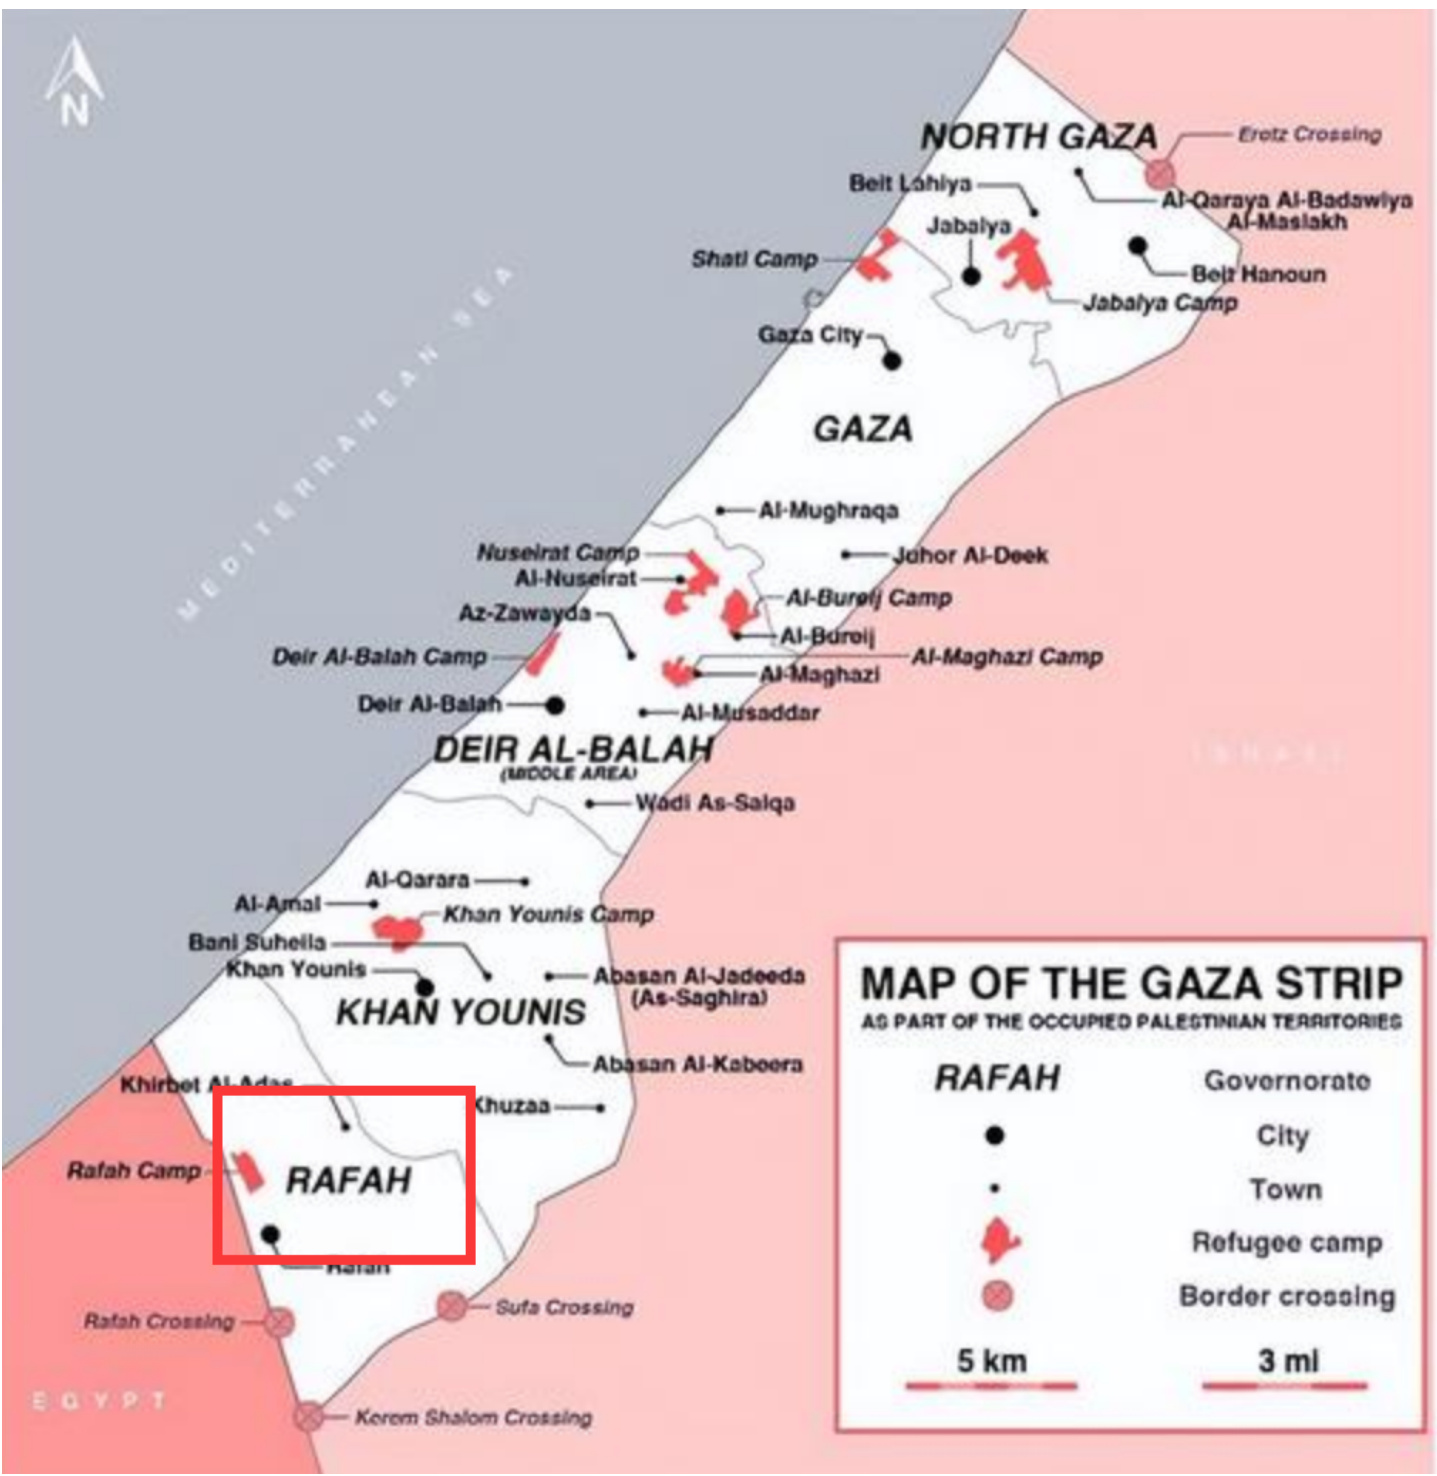 N
NORTH GAZA
Eretz Crossing
Beit Lahiya
Al-Qaraya Al-Badawiya
Al-Maslakh
Jabalya
Shati Camp
Beit Hanoun
Jabalya Camp
MEDITERRANEAN SEA
Gaza City
GAZA
Al-Mughraqa
Nuseirat Camp
Juhor Al-Deek
Al-Nuseirat
Al-Bureij Camp
Az-Zawayda
Al-Bureij
Deir Al-Balah Camp
Al-Maghazi Camp
Al-Maghazi
Deir Al-Balah
Al-Musaddar
DEIR AL-BALAH
(MIDDLE AREA)
ISRAEL
Wadi As-Salqa
Al-Qarara
Al-Amal
Khan Younis Camp
Bani Suheila
Khan Younis
Abasan Al-Jadeeda
(As-Saghira)
KHAN YOUNIS
Abasan Al-Kabeera
Khirbet Al-Adas
Khuzaa
Rafah Camp
RAFAH
Rafah
Sufa Crossing
Rafah Crossing
EGYPT
Kerem Shalom Crossing
MAP OF THE GAZA STRIP
AS PART OF THE OCCUPIED PALESTINIAN TERRITORIES
RAFAH Governorate
City
Town
Refugee camp
Border crossing
5 km 3 mi